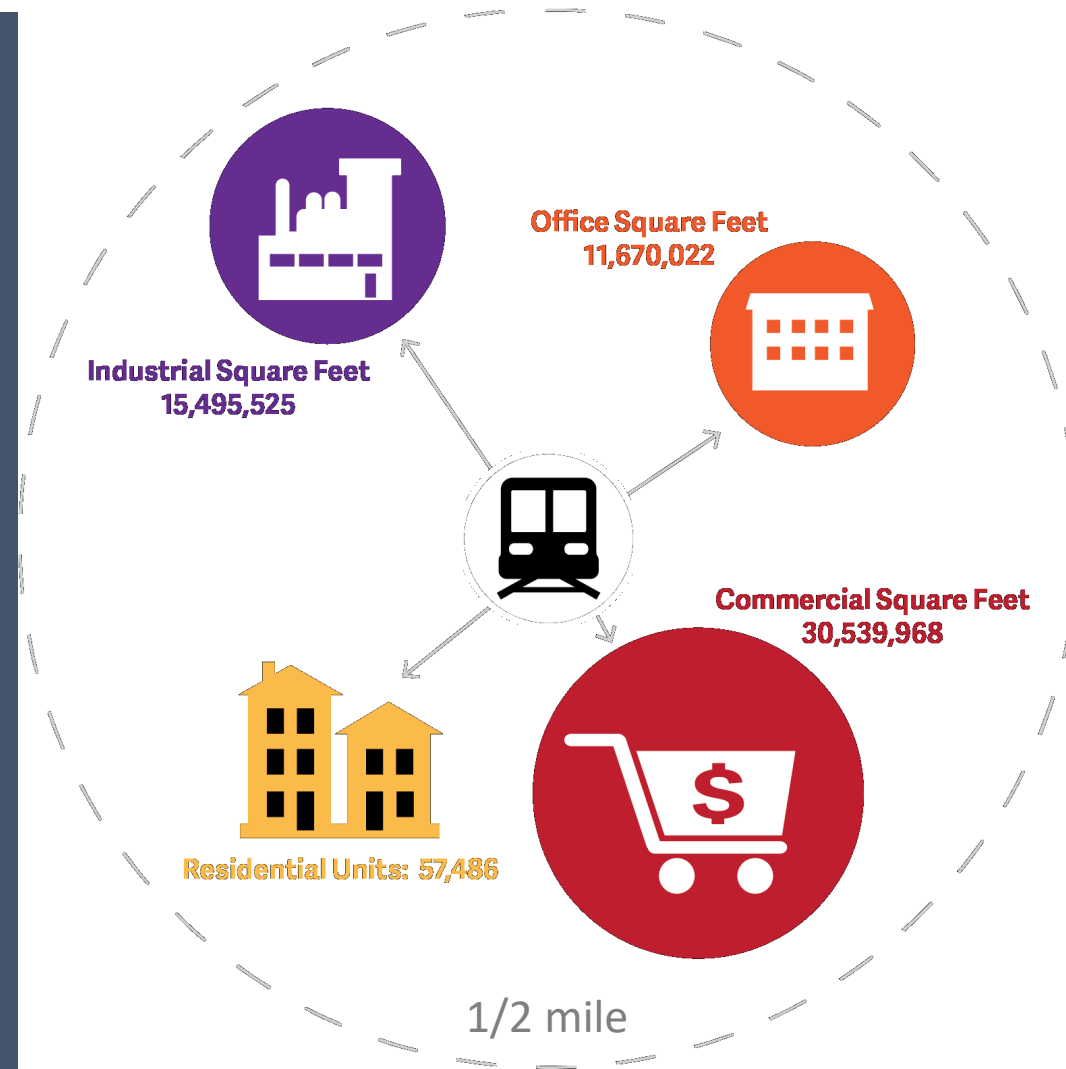 Office Square Feet
11,670,022
Industrial Square Feet
15,495,525
Commercial Square Feet
30,539,968
$
Residential Units: 57,486
1/2 mile